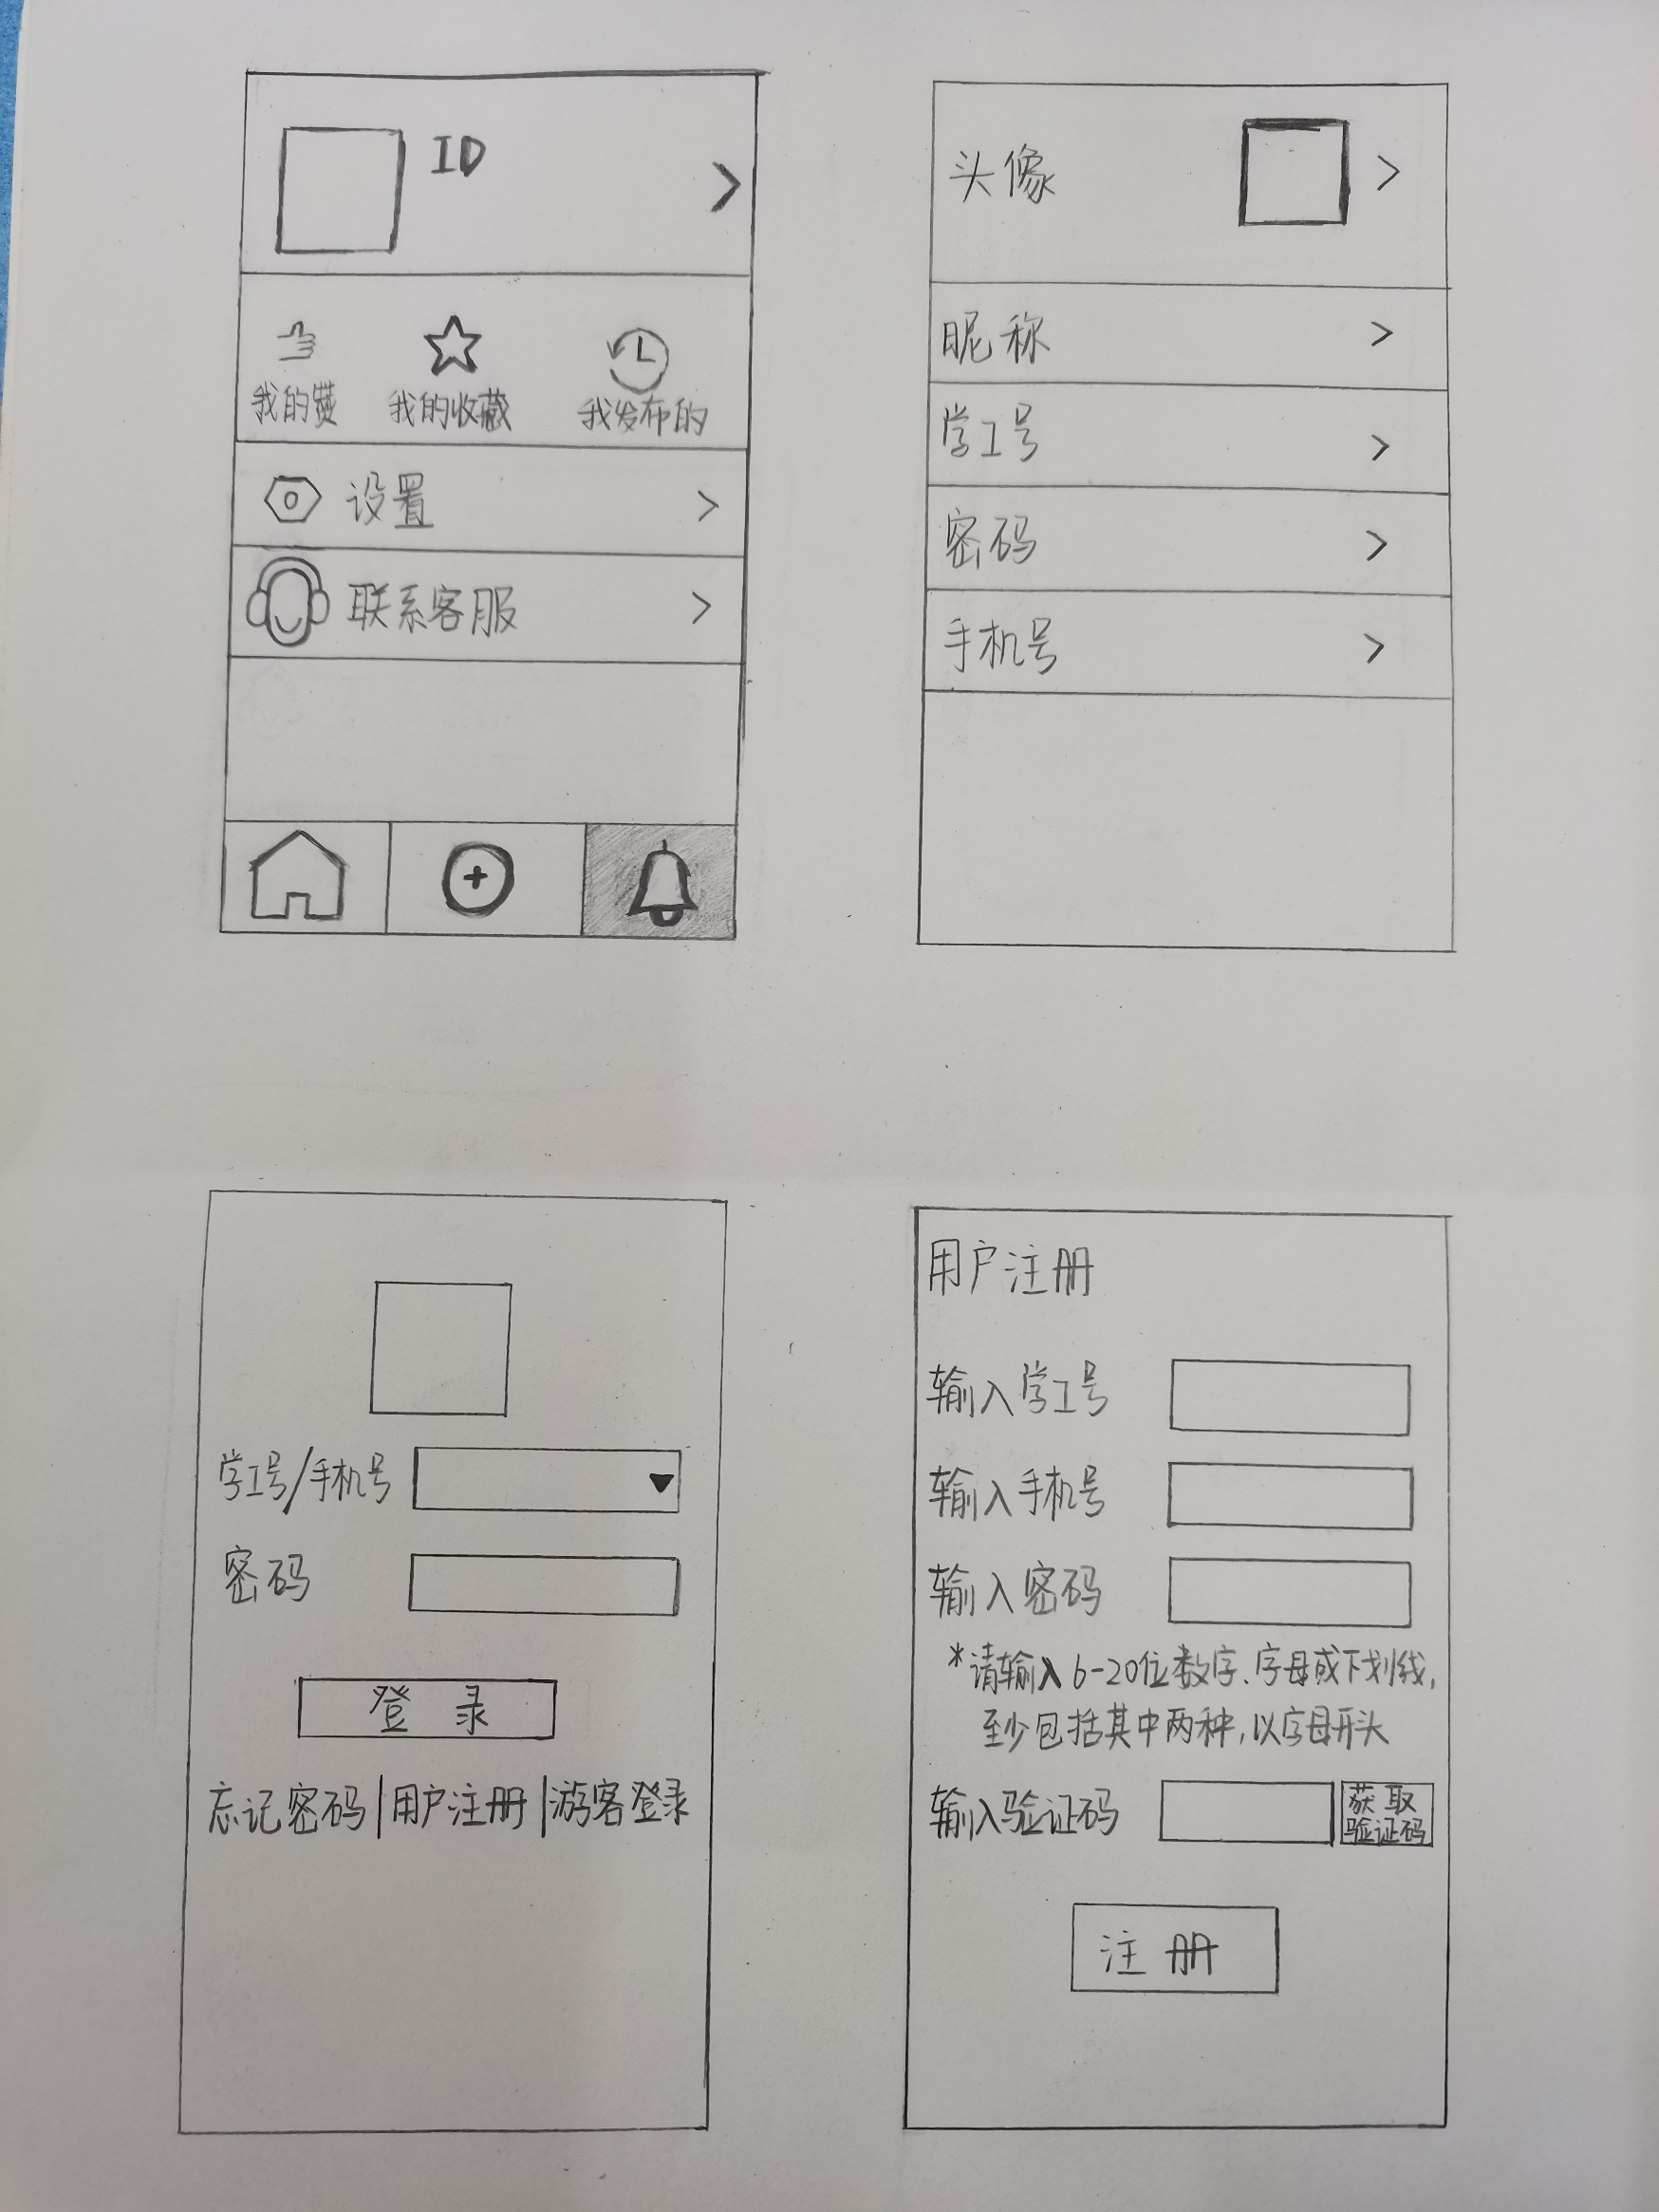 ID
我的赞
我的收藏
我发布的
设置
联系客服
头像
昵称
学工号
密码
手机号
学工号/手机号
密码
登录
忘记密码|用户注册|游客登录
用户注册
输入学工号
输入手机号
输入密码
*请输入6-20位数字、字母或下划线,
至少包括其中两种,以字母开头
输入验证码
获取
验证码
注册